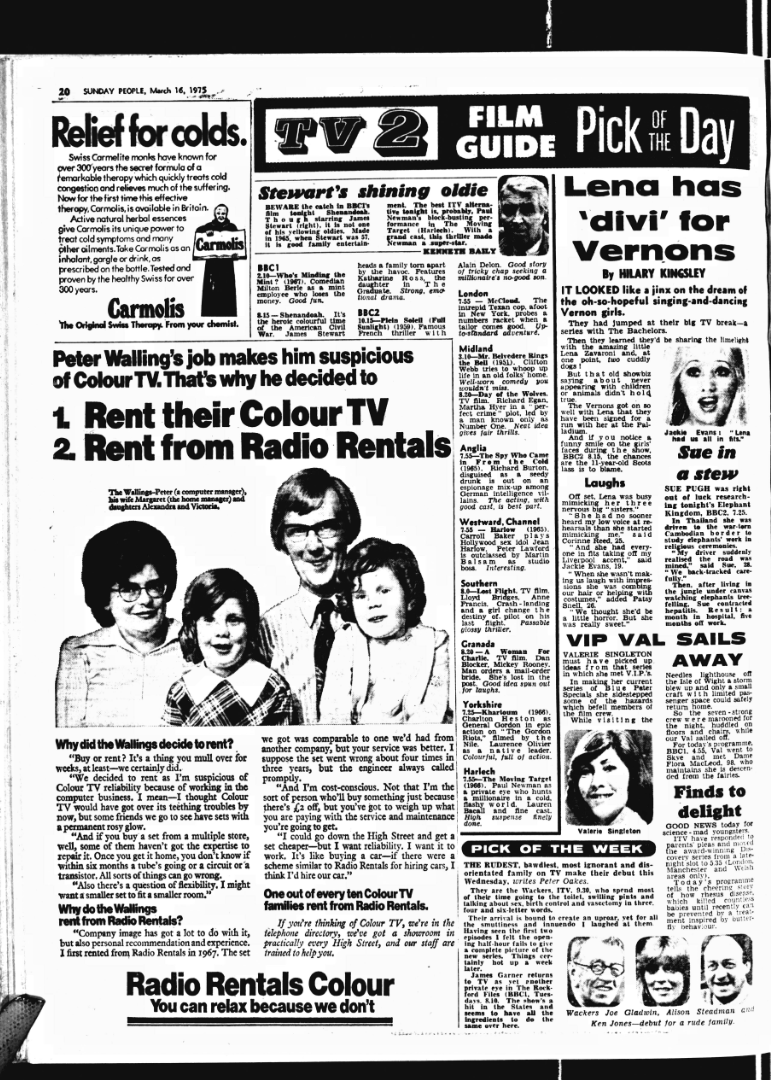 20 SUNDAY PEOPLE, March 16, 1975
Relief for colds.
Swiss Carmelite monks have known for
over 300 years the secret formula of a
remarkable therapy which quickly treats cold
congestion and relieves much of the suffering.
Now for the first time this effective
therapy, Carmolis, is available in Britain.
Active natural herbal essences
give Carmolis its unique power to
treat cold symptoms and many
other ailments. Take Carmolis as an
inhalant, gargle or drink, as
prescribed on the bottle. Tested and
proven by the healthy Swiss for over
300 years.
Carmolis
Carmolis
The Original Swiss Therapy. From your chemist.
TV2 FILM GUIDE Pick OF THE Day
Stewart's shining oldie
BEWARE the catch in BBC1's
film tonight Shenandoah.
Though starring James
Stewart (right), it is not one
of his yellowing oldies. Made
in 1965, when Stewart was 57,
it is good family entertain-
ment. The best ITV alterna-
tive tonight is, probably, Paul
Newman's block-busting per-
formance in The Moving
Target (Harlech). With a
grand cast, this thriller made
Newman a super-star.
KENNETH BAILY
BBC1
2.10—Who's Minding the
Mint? (1967). Comedian
Milton Berle as a mint
employee who loses the
money. Good fun.
8.15—Shenandoah. It's
the heroic colourful time
of the American Civil
War. James Stewart
heads a family torn apart
by the havoc. Features
Katharine Ross, the
daughter in The
Graduate. Strong, emo-
tional drama.
BBC2
10.15—Plein Soleil (Full
Sunlight) (1959). Famous
French thriller with
Alain Delon. Good story
of tricky chap seeking a
millionaire's no-good son.
London
7.55 — McCloud. The
intrepid Texan cop, afoot
in New York, probes a
numbers racket when a
tailor comes good. Up-
to-standard adventure.
Midland
2.10—Mr. Belvedere Rings
the Bell (1951). Clifton
Webb tries to whoop up
life in an old folks' home.
Well-worn comedy you
wouldn't miss.
8.20—Day of the Wolves.
TV film. Richard Egan,
Martha Hyer in a "per-
fect crime" plot, led by
a man known only as
Number One. Neat idea
gives fair thrills.
Anglia
7.55—The Spy Who Came
in From the Cold
(1965). Richard Burton,
disguised as a seedy
drunk is out on an
espionage mix-up among
German intelligence vil-
lains. The acting, with
good cast, is best part.
Westward, Channel
7.55 — Harlow (1965).
Carroll Baker plays
Hollywood sex idol Jean
Harlow. Peter Lawford
is outclassed by Martin
Balsam as studio
boss. Interesting.
Southern
8.0—Lost Flight. TV film.
Lloyd Bridges, Anne
Francis. Crash-landing
and a girl change the
destiny of pilot on his
last flight. Passable
glossy thriller.
Granada
8.20 — A Woman For
Charlie. TV film. Dan
Blocker, Mickey Rooney.
Man orders a mail-order
bride. She's lost in the
post. Good idea spun out
for laughs.
Yorkshire
7.25—Khartoum (1966).
Charlton Heston as
General Gordon in epic
action on "The Gordon
Riots," filmed by the
Nile. Laurence Olivier
as a native leader.
Colourful, full of action.
Harlech
7.55—The Moving Target
(1966). Paul Newman as
a private eye who hunts
a millionaire in a cold,
flashy world. Lauren
Bacall and fine cast.
High suspense finely
done.
Peter Walling's job makes him suspicious
of Colour TV. That's why he decided to
1. Rent their Colour TV
2. Rent from Radio Rentals
The Wallings-Peter (a computer manager),
his wife Margaret (the home manager) and
daughters Alexandra and Victoria.
Why did the Wallings decide to rent?
"Buy or rent? It's a thing you mull over for
weeks, at least—we certainly did.
"We decided to rent as I'm suspicious of
Colour TV reliability because of working in the
computer business. I mean—I thought Colour
TV would have got over its teething troubles by
now, but some friends we go to see have sets with
a permanent rosy glow.
"And if you buy a set from a multiple store,
well, some of them haven't got the expertise to
repair it. Once you get it home, you don't know if
within six months a tube's going or a circuit or a
transistor. All sorts of things can go wrong.
"Also there's a question of flexibility, I might
want a smaller set to fit a smaller room."
Why do the Wallings
rent from Radio Rentals?
"Company image has got a lot to do with it,
but also personal recommendation and experience.
I first rented from Radio Rentals in 1967. The set
we got was comparable to one we'd had from
another company, but your service was better. I
suppose the set went wrong about four times in
three years, but the engineer always called
promptly.
"And I'm cost-conscious. Not that I'm the
sort of person who'll buy something just because
there's £2 off, but you've got to weigh up what
you are paying with the service and maintenance
you're going to get.
"I could go down the High Street and get a
set cheaper—but I want reliability. I want it to
work. It's like buying a car—if there were a
scheme similar to Radio Rentals for hiring cars, I
think I'd hire our car."
One out of every ten Colour TV
families rent from Radio Rentals.
If you're thinking of Colour TV, we're in the
telephone directory, we've got a showroom in
practically every High Street, and our staff are
trained to help you.
Radio Rentals Colour
You can relax because we don't
Lena has
'divi' for
Vernons
By HILARY KINGSLEY
IT LOOKED like a jinx on the dream of
the oh-so-hopeful singing-and-dancing
Vernon girls.
They had jumped at their big TV break—a
series with The Bachelors.
Then they learned they'd be sharing the limelight
with the amazing little
Lena Zavaroni and, at
one point, two cuddly
dogs!
But that old showbiz
saying about never
appearing with children
or animals didn't hold
true.
The Vernons got on so
well with Lena that they
have been signed for a
run with her at the Pal-
ladium.
And if you notice a
funny smile on the girls'
faces during the show,
BBC2 8.15, the chances
are the 11-year-old Scots
lass is to blame.
Laughs
Off set, Lena was busy
mimicking her three
nervous big "sisters."
"She had no sooner
heard my low voice at re-
hearsals than she started
mimicking me," said
Corinne Reed, 25.
"And she had every-
one in fits taking off my
Liverpool accent," said
Jackie Evans, 19.
"When she wasn't mak-
ing us laugh with impres-
sions she was combing
our hair or helping with
costumes," added Patsy
Snell, 26.
"We thought she'd be
a little horror. But she
was really sweet."
Jackie Evans: "Lena
had us all in fits."
Sue in
a stew
SUE PUGH was right
out of luck research-
ing tonight's Elephant
Kingdom, BBC2, 7.25.
In Thailand she was
driven to the war-torn
Cambodian border to
study elephants' work in
religious ceremonies.
"My driver suddenly
realised the road was
mined," said Sue, 28.
"We back-tracked care-
fully."
Then, after living in
the jungle under canvas
watching elephants tree-
felling, Sue contracted
hepatitis. Result: a
month in hospital, five
months off work.
VIP VAL SAILS
AWAY
VALERIE SINGLETON
must have picked up
ideas from that series
in which she met V.I.P.'s.
In making her current
series of Blue Peter
Specials she sidestepped
some of the hazards
which befell members of
the film crew.
While visiting the
Needles lighthouse off
the Isle of Wight a storm
blew up and only a small
craft with limited pas-
senger space could safely
return home.
So the seven-strong
crew were marooned for
the night, huddled on
floors and chairs, while
our Val sailed off.
For today's programme,
BBC1, 4.55, Val went to
Skye and met Dame
Flora MacLeod, 98, who
maintains she is descen-
ded from the fairies.
Valerie Singleton
Finds to
delight
GOOD NEWS today for
science-mad youngsters.
ITV have responded to
parents' pleas and moved
the award-winning Dis-
covery series from a late-
night slot to 3.35 (London,
Manchester and Welsh
areas only).
Today's programme
tells the cheering story
of how rhesus disease,
which killed countless
babies until recently can
be prevented by a treat-
ment inspired by butter-
fly behaviour.
PICK OF THE WEEK
THE RUDEST, bawdiest, most ignorant and dis-
orientated family on TV make their debut this
Wednesday, writes Peter Oakes.
They are the Wackers, ITV, 9.30, who spend most
of their time going to the toilet, swilling pints and
talking about sex, birth control and vasectomy in three,
four and six-letter words.
Their arrival is bound to create an uproar, yet for all
the smuttiness and innuendo I laughed at them
Having seen the first two
episodes I felt the open-
ing half-hour fails to give
a complete picture of the
new series. Things cer-
tainly hot up a week
later.
James Garner returns
to TV as yet another
private eye in The Rock-
ford Files (BBC1, Tues-
days, 8.10. The show's a
hit in the States and
seems to have all the
ingredients to do the
same over here.
Wackers Joe Gladwin, Alison Steadman and
Ken Jones—debut for a rude family.